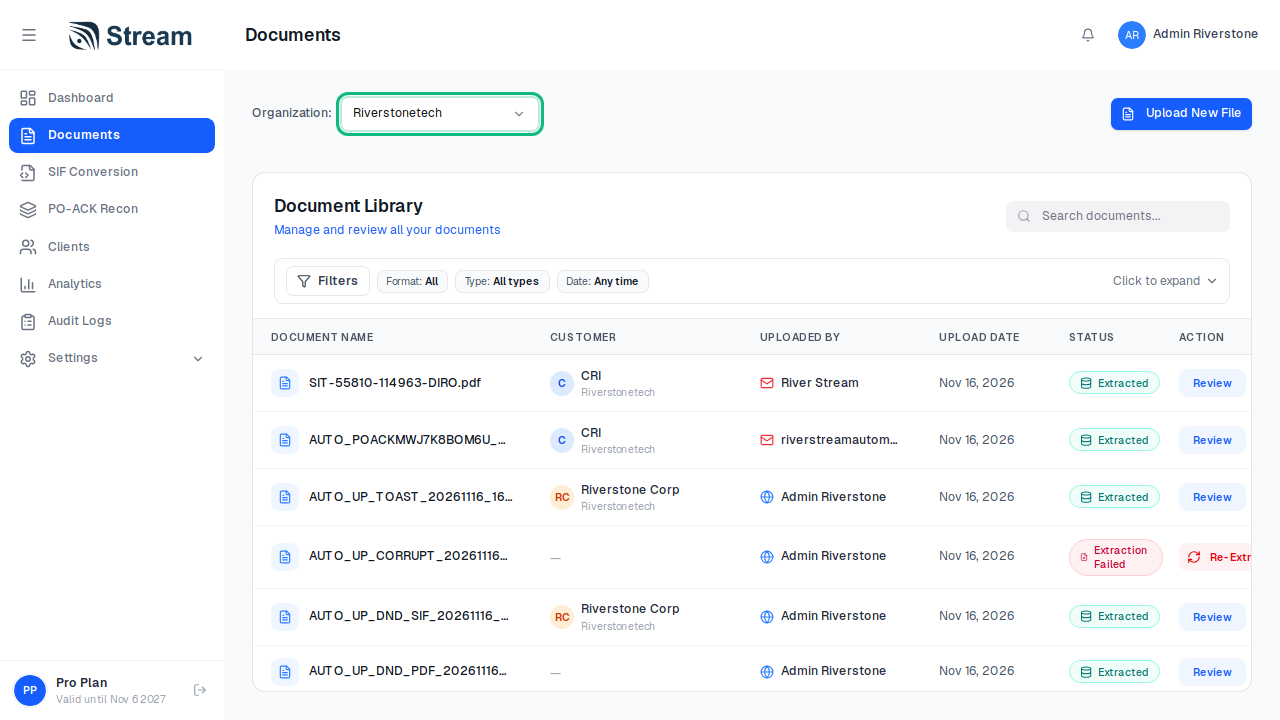 Stream
Documents
AR
Admin Riverstone
Dashboard
Documents
SIF Conversion
PO-ACK Recon
Clients
Analytics
Audit Logs
Settings
PP
Pro Plan
Valid until Nov 6 2027
Organization:
Riverstonetech
Upload New File
Document Library
Manage and review all your documents
Search documents...
Filters
Format: All
Type: All types
Date: Any time
Click to expand
DOCUMENT NAME
CUSTOMER
UPLOADED BY
UPLOAD DATE
STATUS
ACTION
SIT-55810-114963-DIRO.pdf
C
CRI
Riverstonetech
River Stream
Nov 16, 2026
Extracted
Review
AUTO_POACKMWJ7K8BOM6U_...
C
CRI
Riverstonetech
riverstreamautom...
Nov 16, 2026
Extracted
Review
AUTO_UP_TOAST_20261116_16...
RC
Riverstone Corp
Riverstonetech
Admin Riverstone
Nov 16, 2026
Extracted
Review
AUTO_UP_CORRUPT_20261116...
—
Admin Riverstone
Nov 16, 2026
Extraction
Failed
Re-Extr
AUTO_UP_DND_SIF_20261116_...
RC
Riverstone Corp
Riverstonetech
Admin Riverstone
Nov 16, 2026
Extracted
Review
AUTO_UP_DND_PDF_20261116...
—
Admin Riverstone
Nov 16, 2026
Extracted
Review